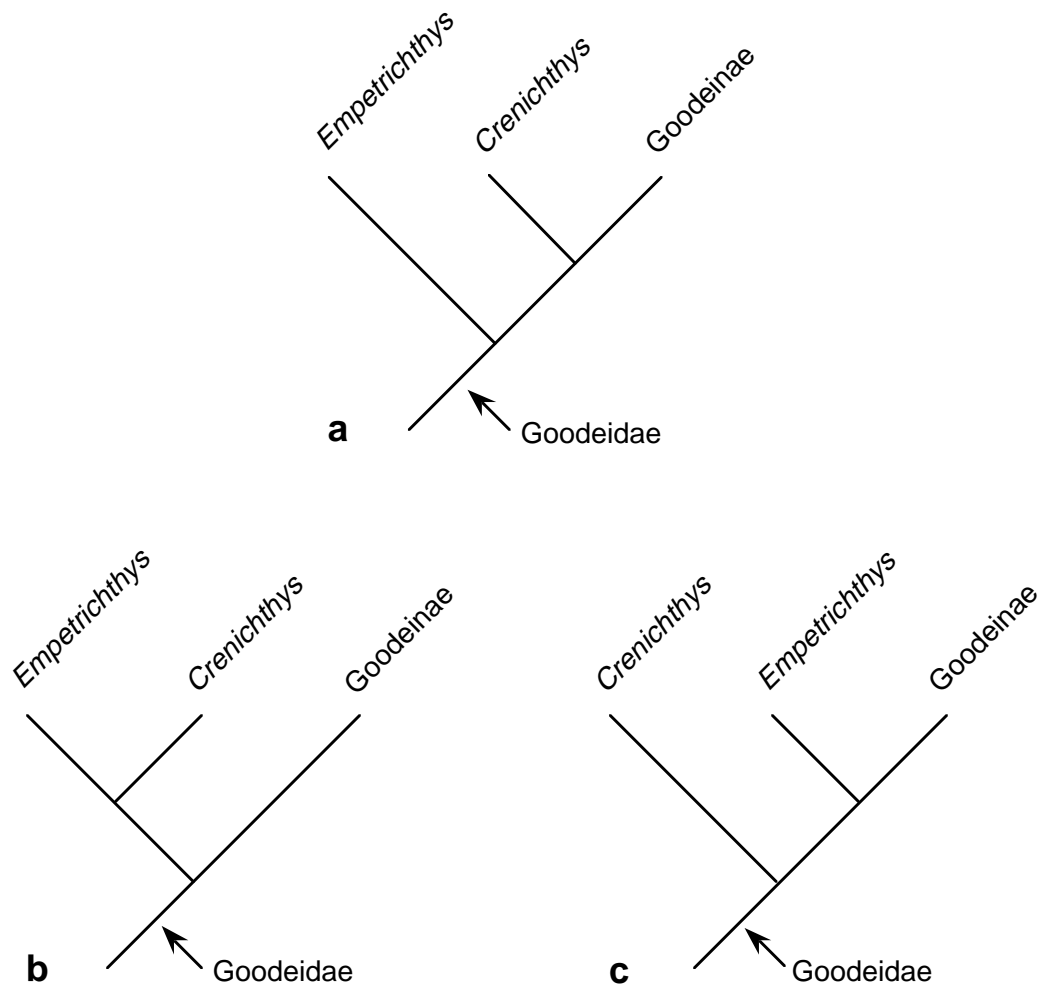 Empetrichthys
Crenichthys
Goodeinae
a
Goodeidae
Empetrichthys
Crenichthys
Goodeinae
b
Goodeidae
Crenichthys
Empetrichthys
Goodeinae
c
Goodeidae